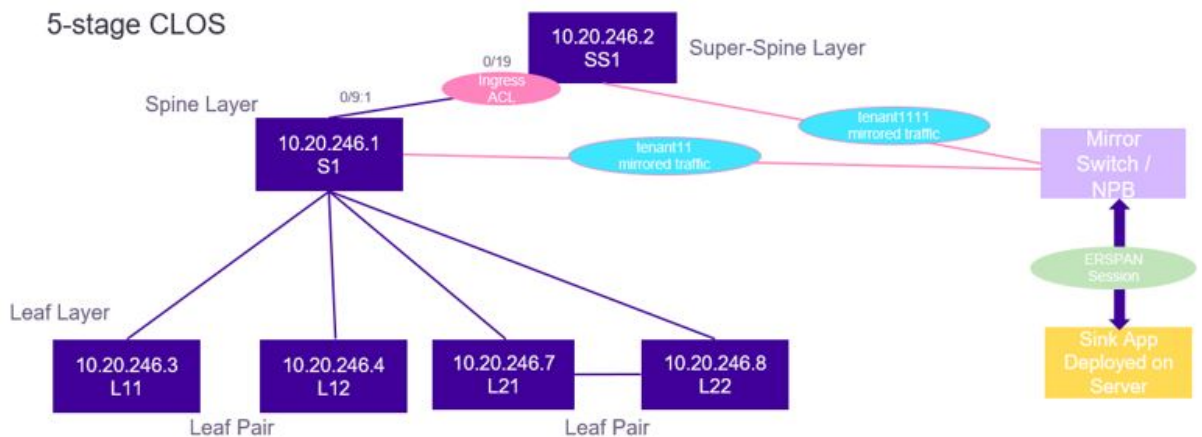 5-stage CLOS
10.20.246.2
SS1
Super-Spine Layer
0/19
Ingress
ACL
Spine Layer
0/9:1
10.20.246.1
S1
tenant1111
mirrored traffic
tenant11
mirrored traffic
Mirror
Switch /
NPB
ERSPAN
Session
Leaf Layer
10.20.246.3
L11
10.20.246.4
L12
10.20.246.7
L21
10.20.246.8
L22
Sink App
Deployed on
Server
Leaf Pair
Leaf Pair